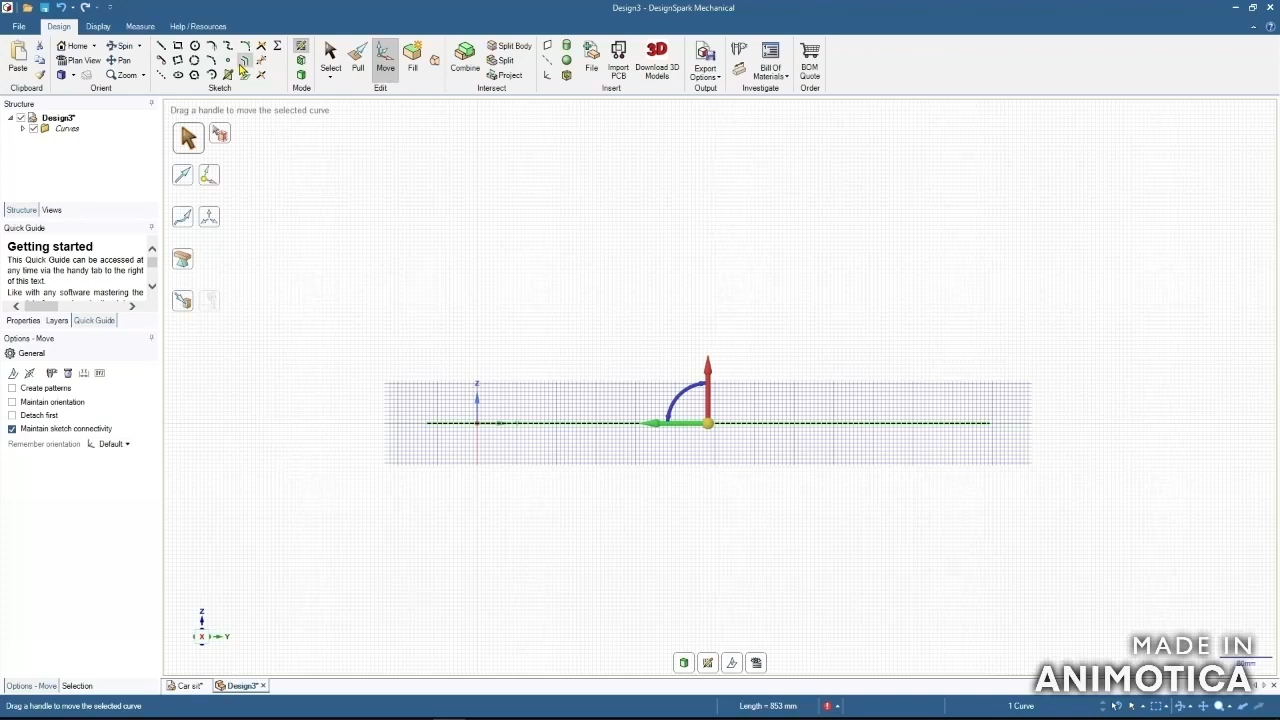 Design3 - DesignSpark Mechanical
File Design Display Measure Help / Resources
Paste
Home Spin
Plan View Pan
Zoom
Select Pull Move Fill
Combine
Split Body
Split
Project
File Import PCB Download 3D Models
3D
Export Options
Bill Of Materials
BOM Quote
Clipboard Orient Sketch Mode Edit Intersect Insert Output Investigate Order
Structure
Design3*
Curves
Structure Views
Quick Guide
Getting started
This Quick Guide can be accessed at
any time via the handy tab to the right
of this text.
Like with any software mastering the
Properties Layers Quick Guide
Options - Move
General
Create patterns
Maintain orientation
Detach first
Maintain sketch connectivity
Remember orientation Default
Options - Move Selection
Drag a handle to move the selected curve
Z
Z
X
Y
MADE IN
ANIMOTICA
Car sit* Design3*
Drag a handle to move the selected curve
Length = 853 mm
1 Curve